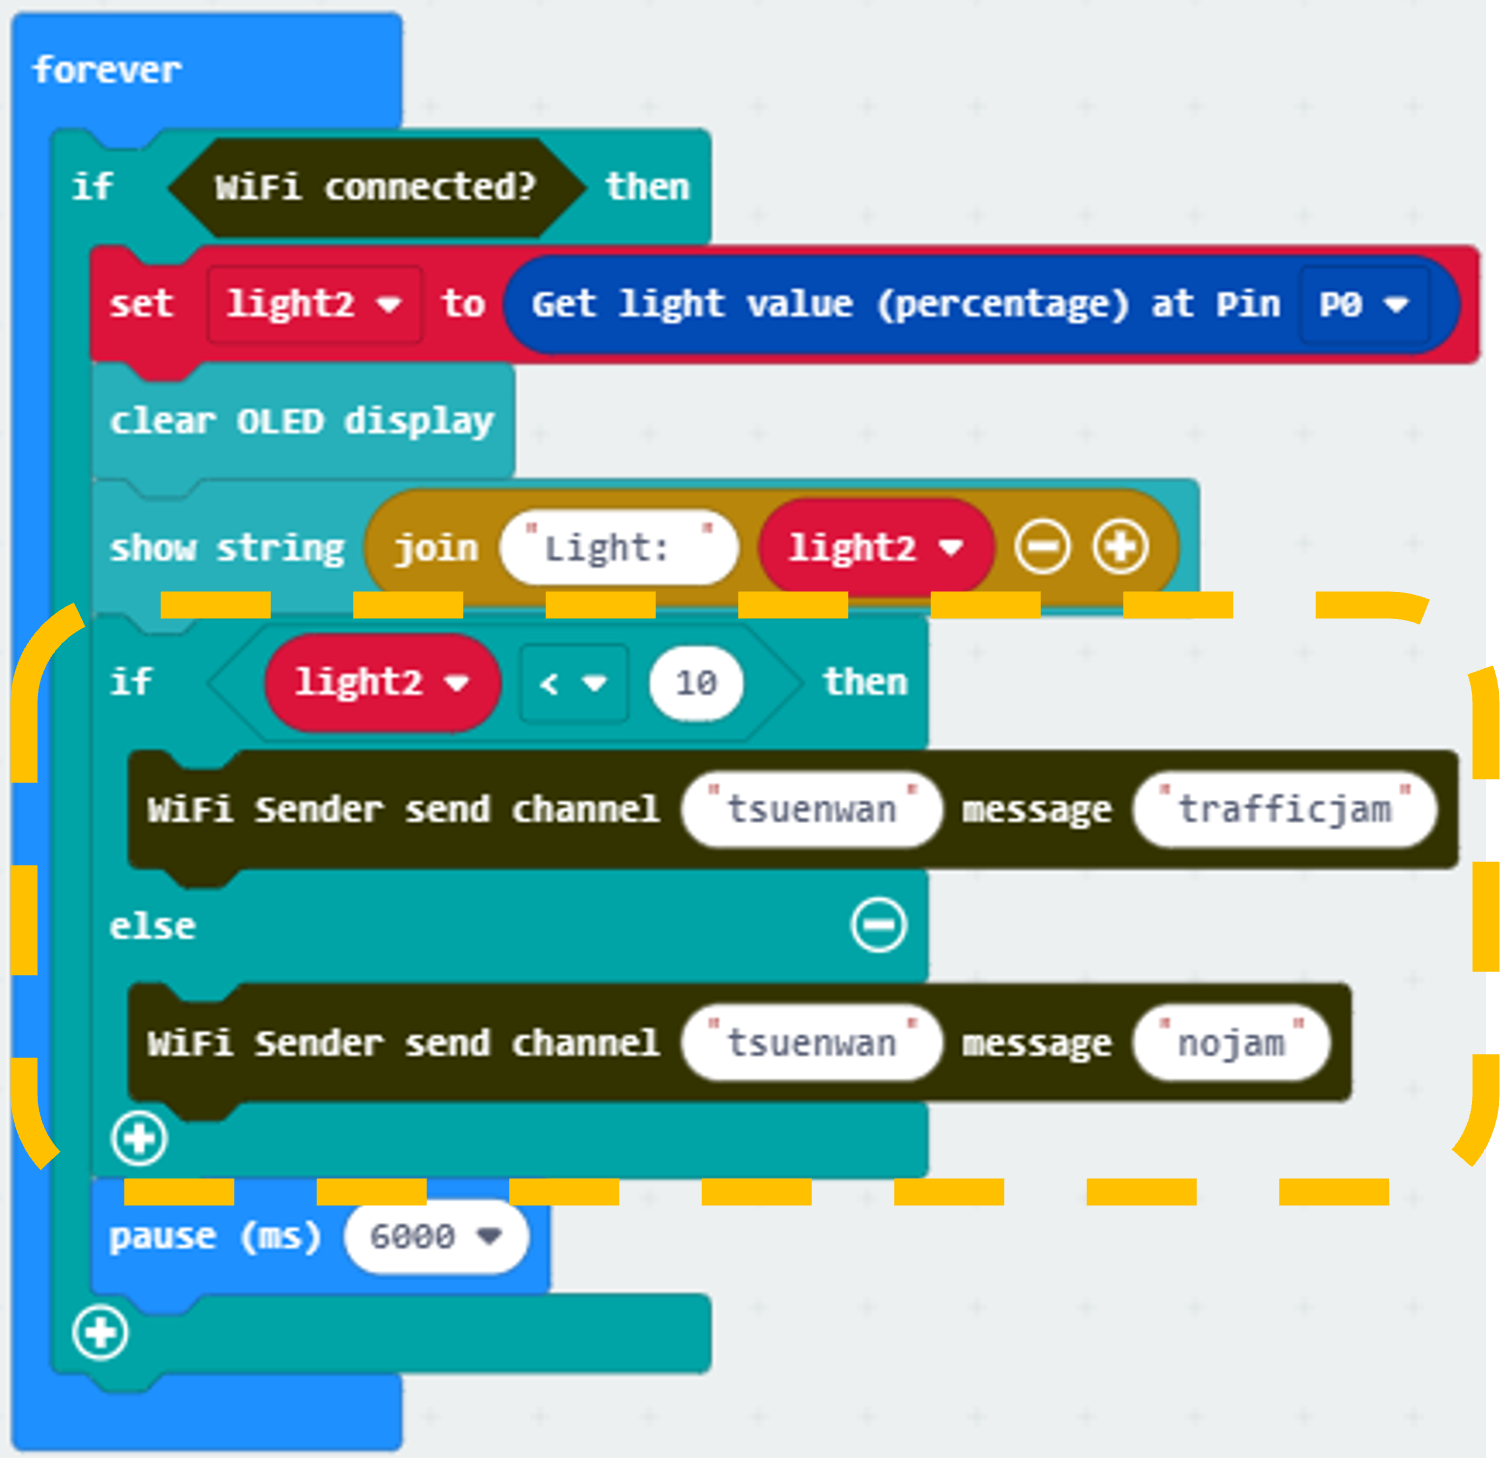 forever
if WiFi connected? then
set light2 to Get light value (percentage) at Pin P0
clear OLED display
show string join "Light: " light2
if light2 < 10 then
WiFi Sender send channel "tsuenwan" message "trafficjam"
else
WiFi Sender send channel "tsuenwan" message "nojam"
pause (ms) 6000